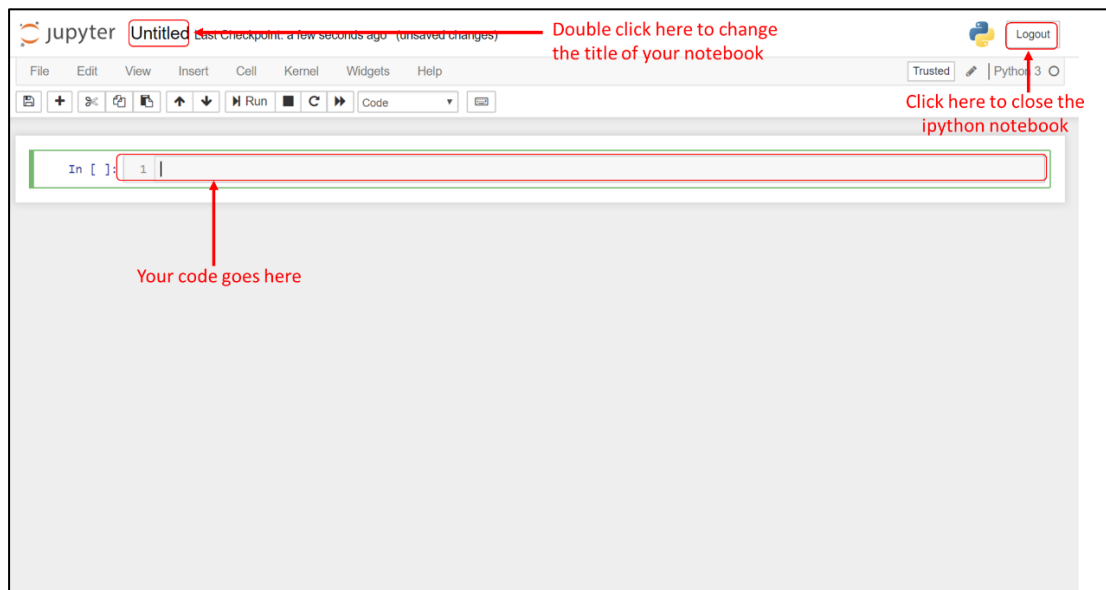 jupyter Untitled Last Checkpoint: a few seconds ago (unsaved changes)
Double click here to change
the title of your notebook
Logout
File Edit View Insert Cell Kernel Widgets Help
Trusted Python 3
Run Code
Click here to close the
ipython notebook
In [ ]: 1
Your code goes here